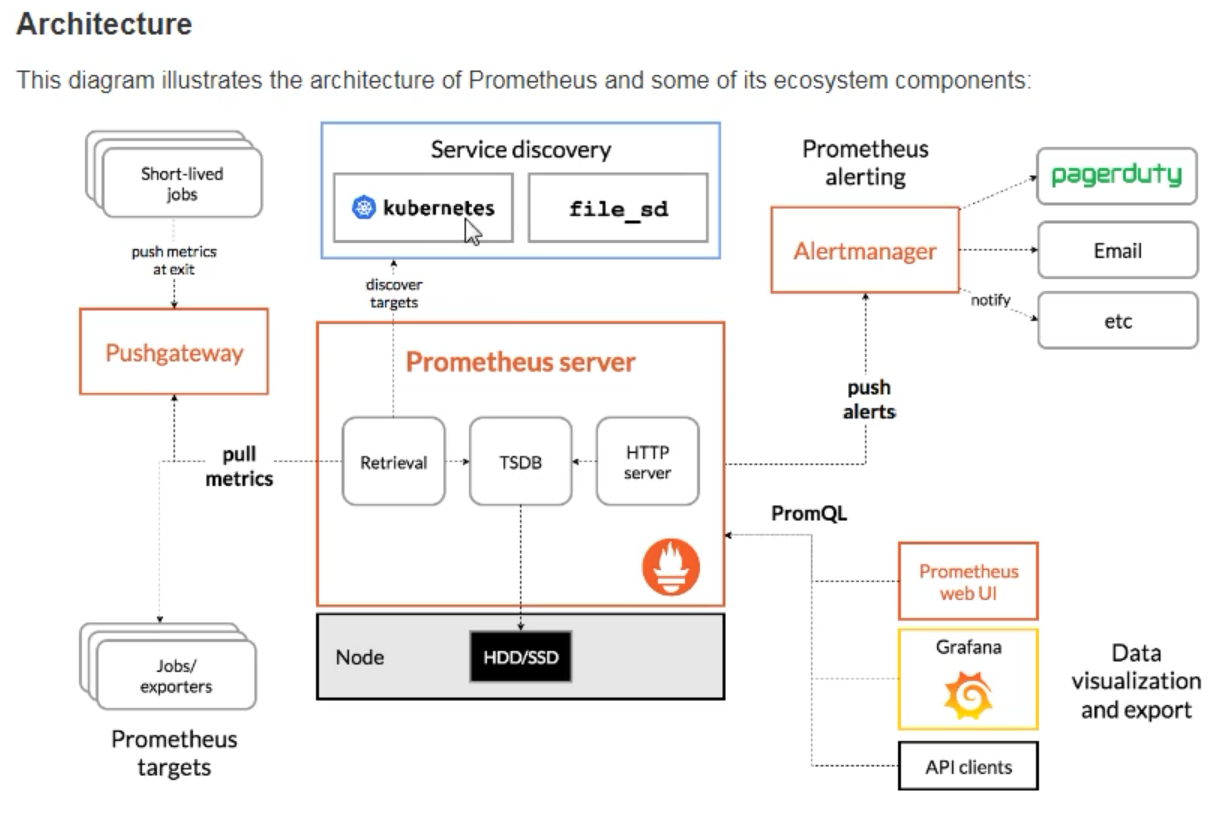 Architecture
This diagram illustrates the architecture of Prometheus and some of its ecosystem components:
Short-lived
jobs
push metrics
at exit
Pushgateway
pull
metrics
Jobs/
exporters
Prometheus
targets
Service discovery
kubernetes
file_sd
discover
targets
Prometheus server
Retrieval
TSDB
HTTP
server
Node
HDD/SSD
Prometheus
alerting
Alertmanager
pagerduty
Email
notify
etc
push
alerts
PromQL
Prometheus
web UI
Grafana
API clients
Data
visualization
and export